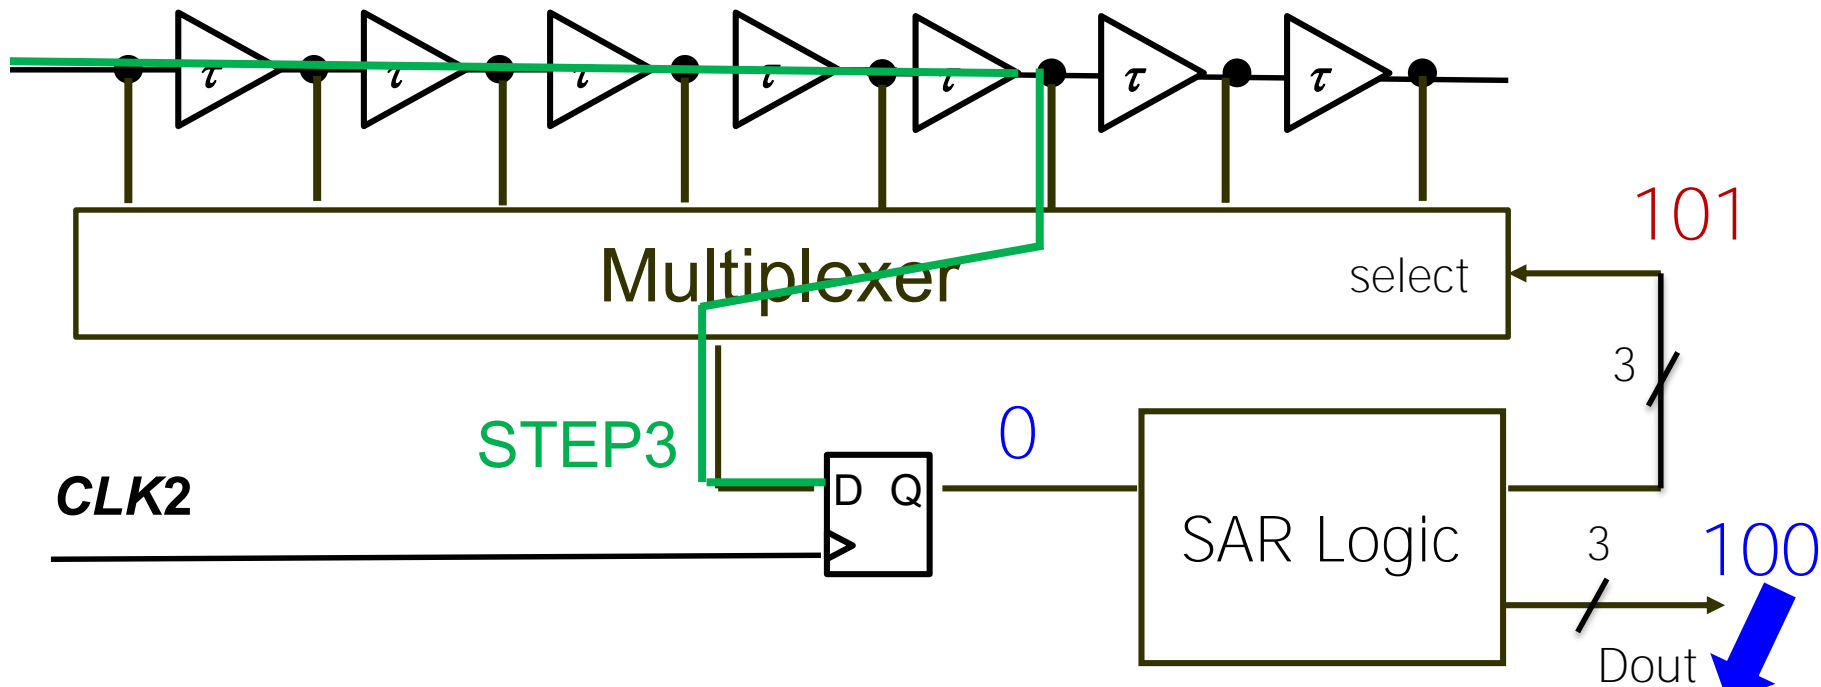 τ τ τ τ τ τ τ
101
Multiplexer
select
3
STEP3
0
CLK2
D Q
SAR Logic
3
100
Dout